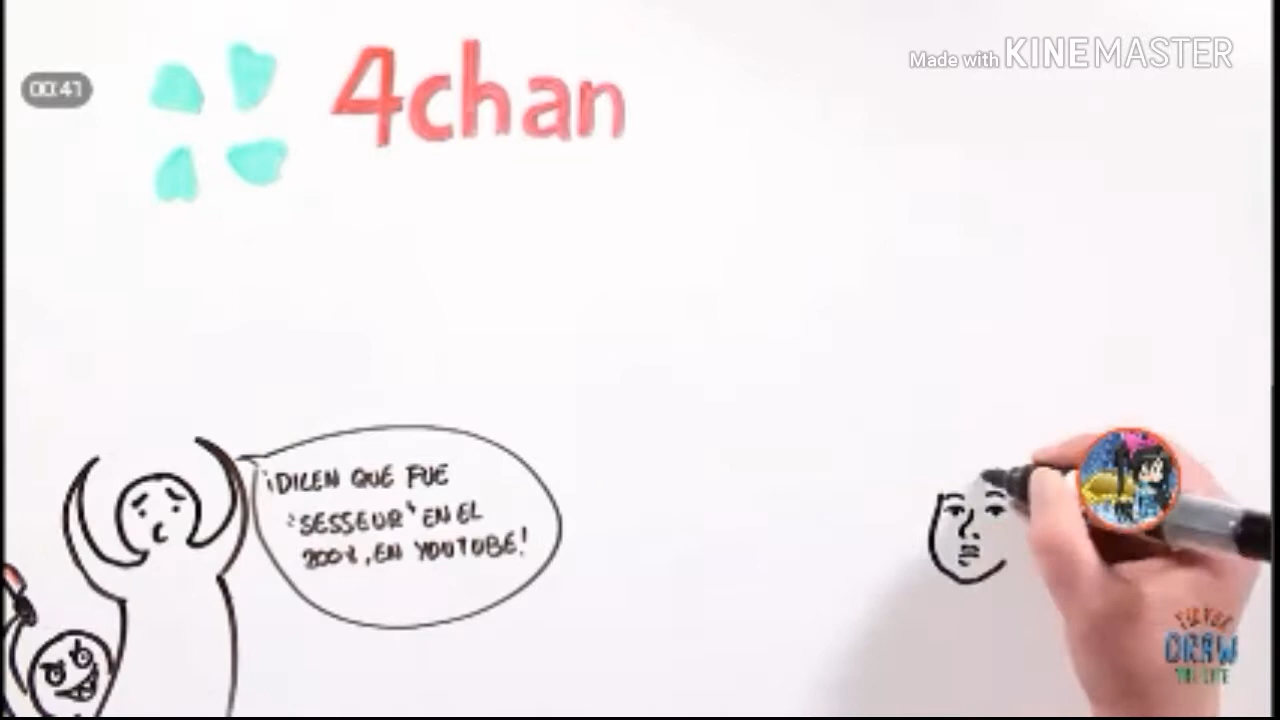 00:41
4chan
Made with KINEMASTER
¡DICEN QUE FUE
"SESSEUR" EN EL
2008, EN YOUTUBE!
DRAW